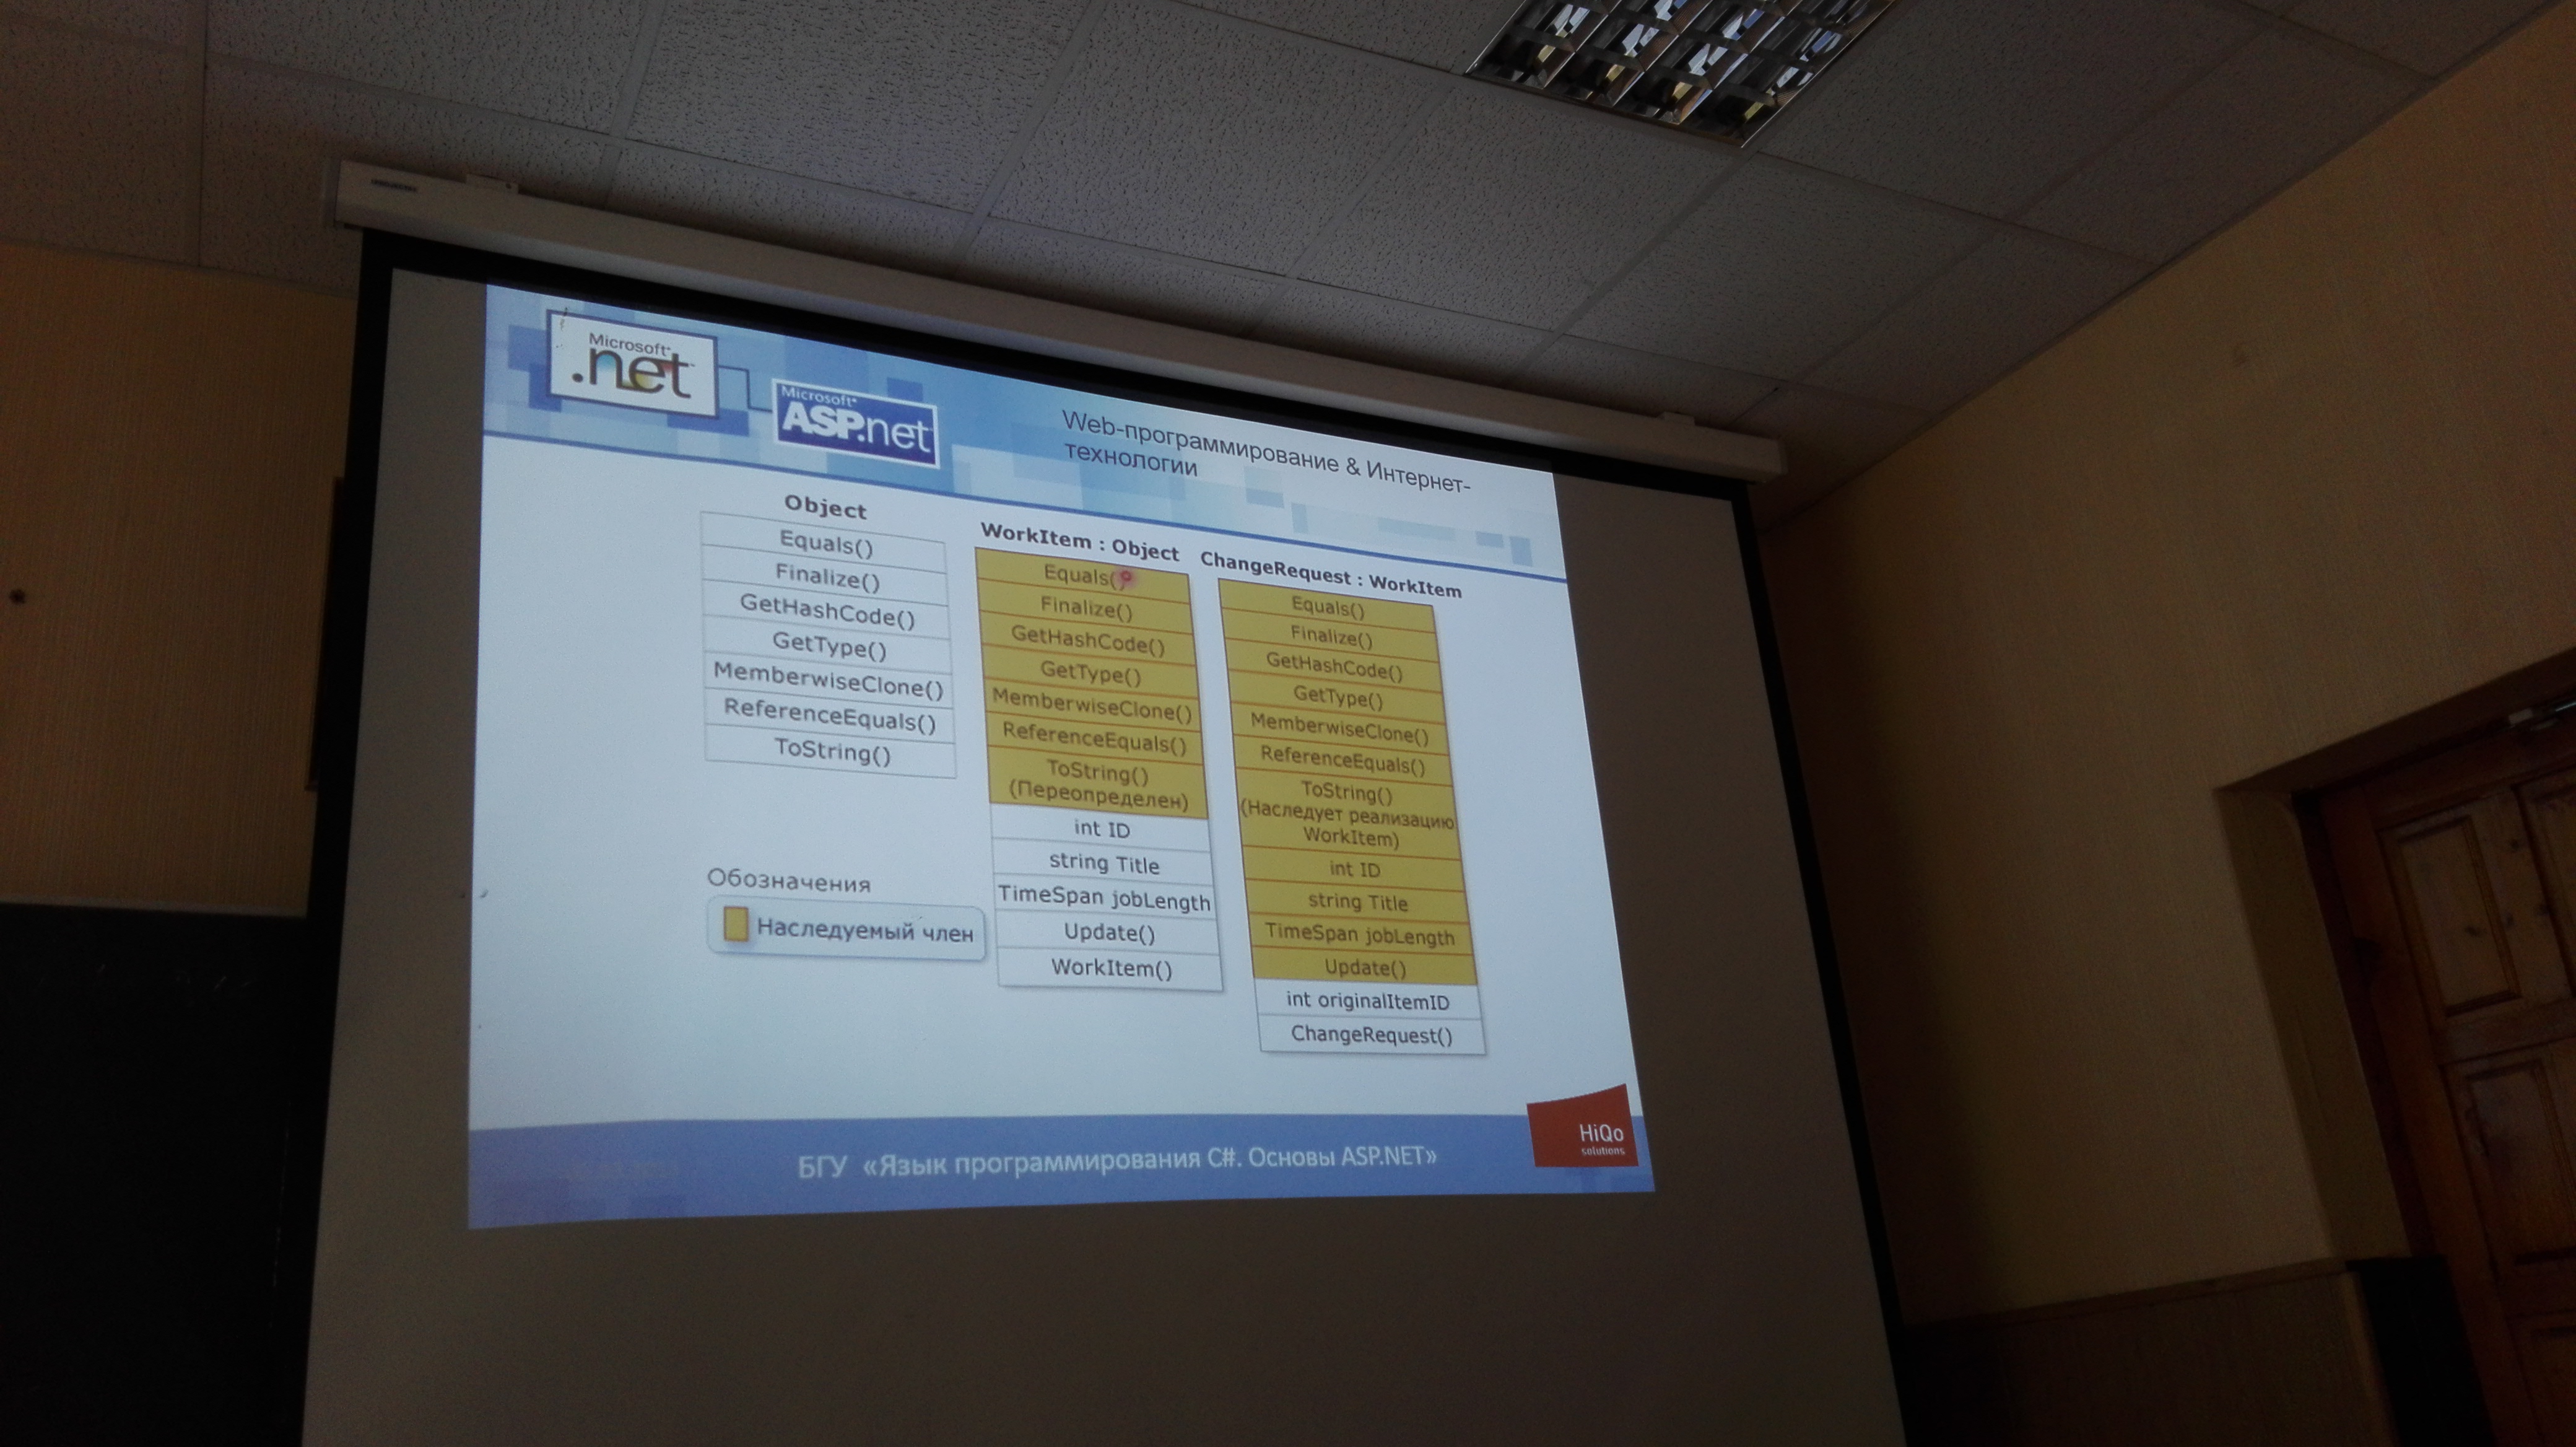 Microsoft
.net
Microsoft
ASP.net
Web-программирование & Интернет-
технологии
Object
Equals()
Finalize()
GetHashCode()
GetType()
MemberwiseClone()
ReferenceEquals()
ToString()
WorkItem : Object
Equals()
Finalize()
GetHashCode()
GetType()
MemberwiseClone()
ReferenceEquals()
ToString()
(Переопределен)
int ID
string Title
TimeSpan jobLength
Update()
WorkItem()
ChangeRequest : WorkItem
Equals()
Finalize()
GetHashCode()
GetType()
MemberwiseClone()
ReferenceEquals()
ToString()
(Наследует реализацию
WorkItem)
int ID
string Title
TimeSpan jobLength
Update()
int originalItemID
ChangeRequest()
Обозначения
Наследуемый член
БГУ «Язык программирования C#. Основы ASP.NET»
HiQo
solutions